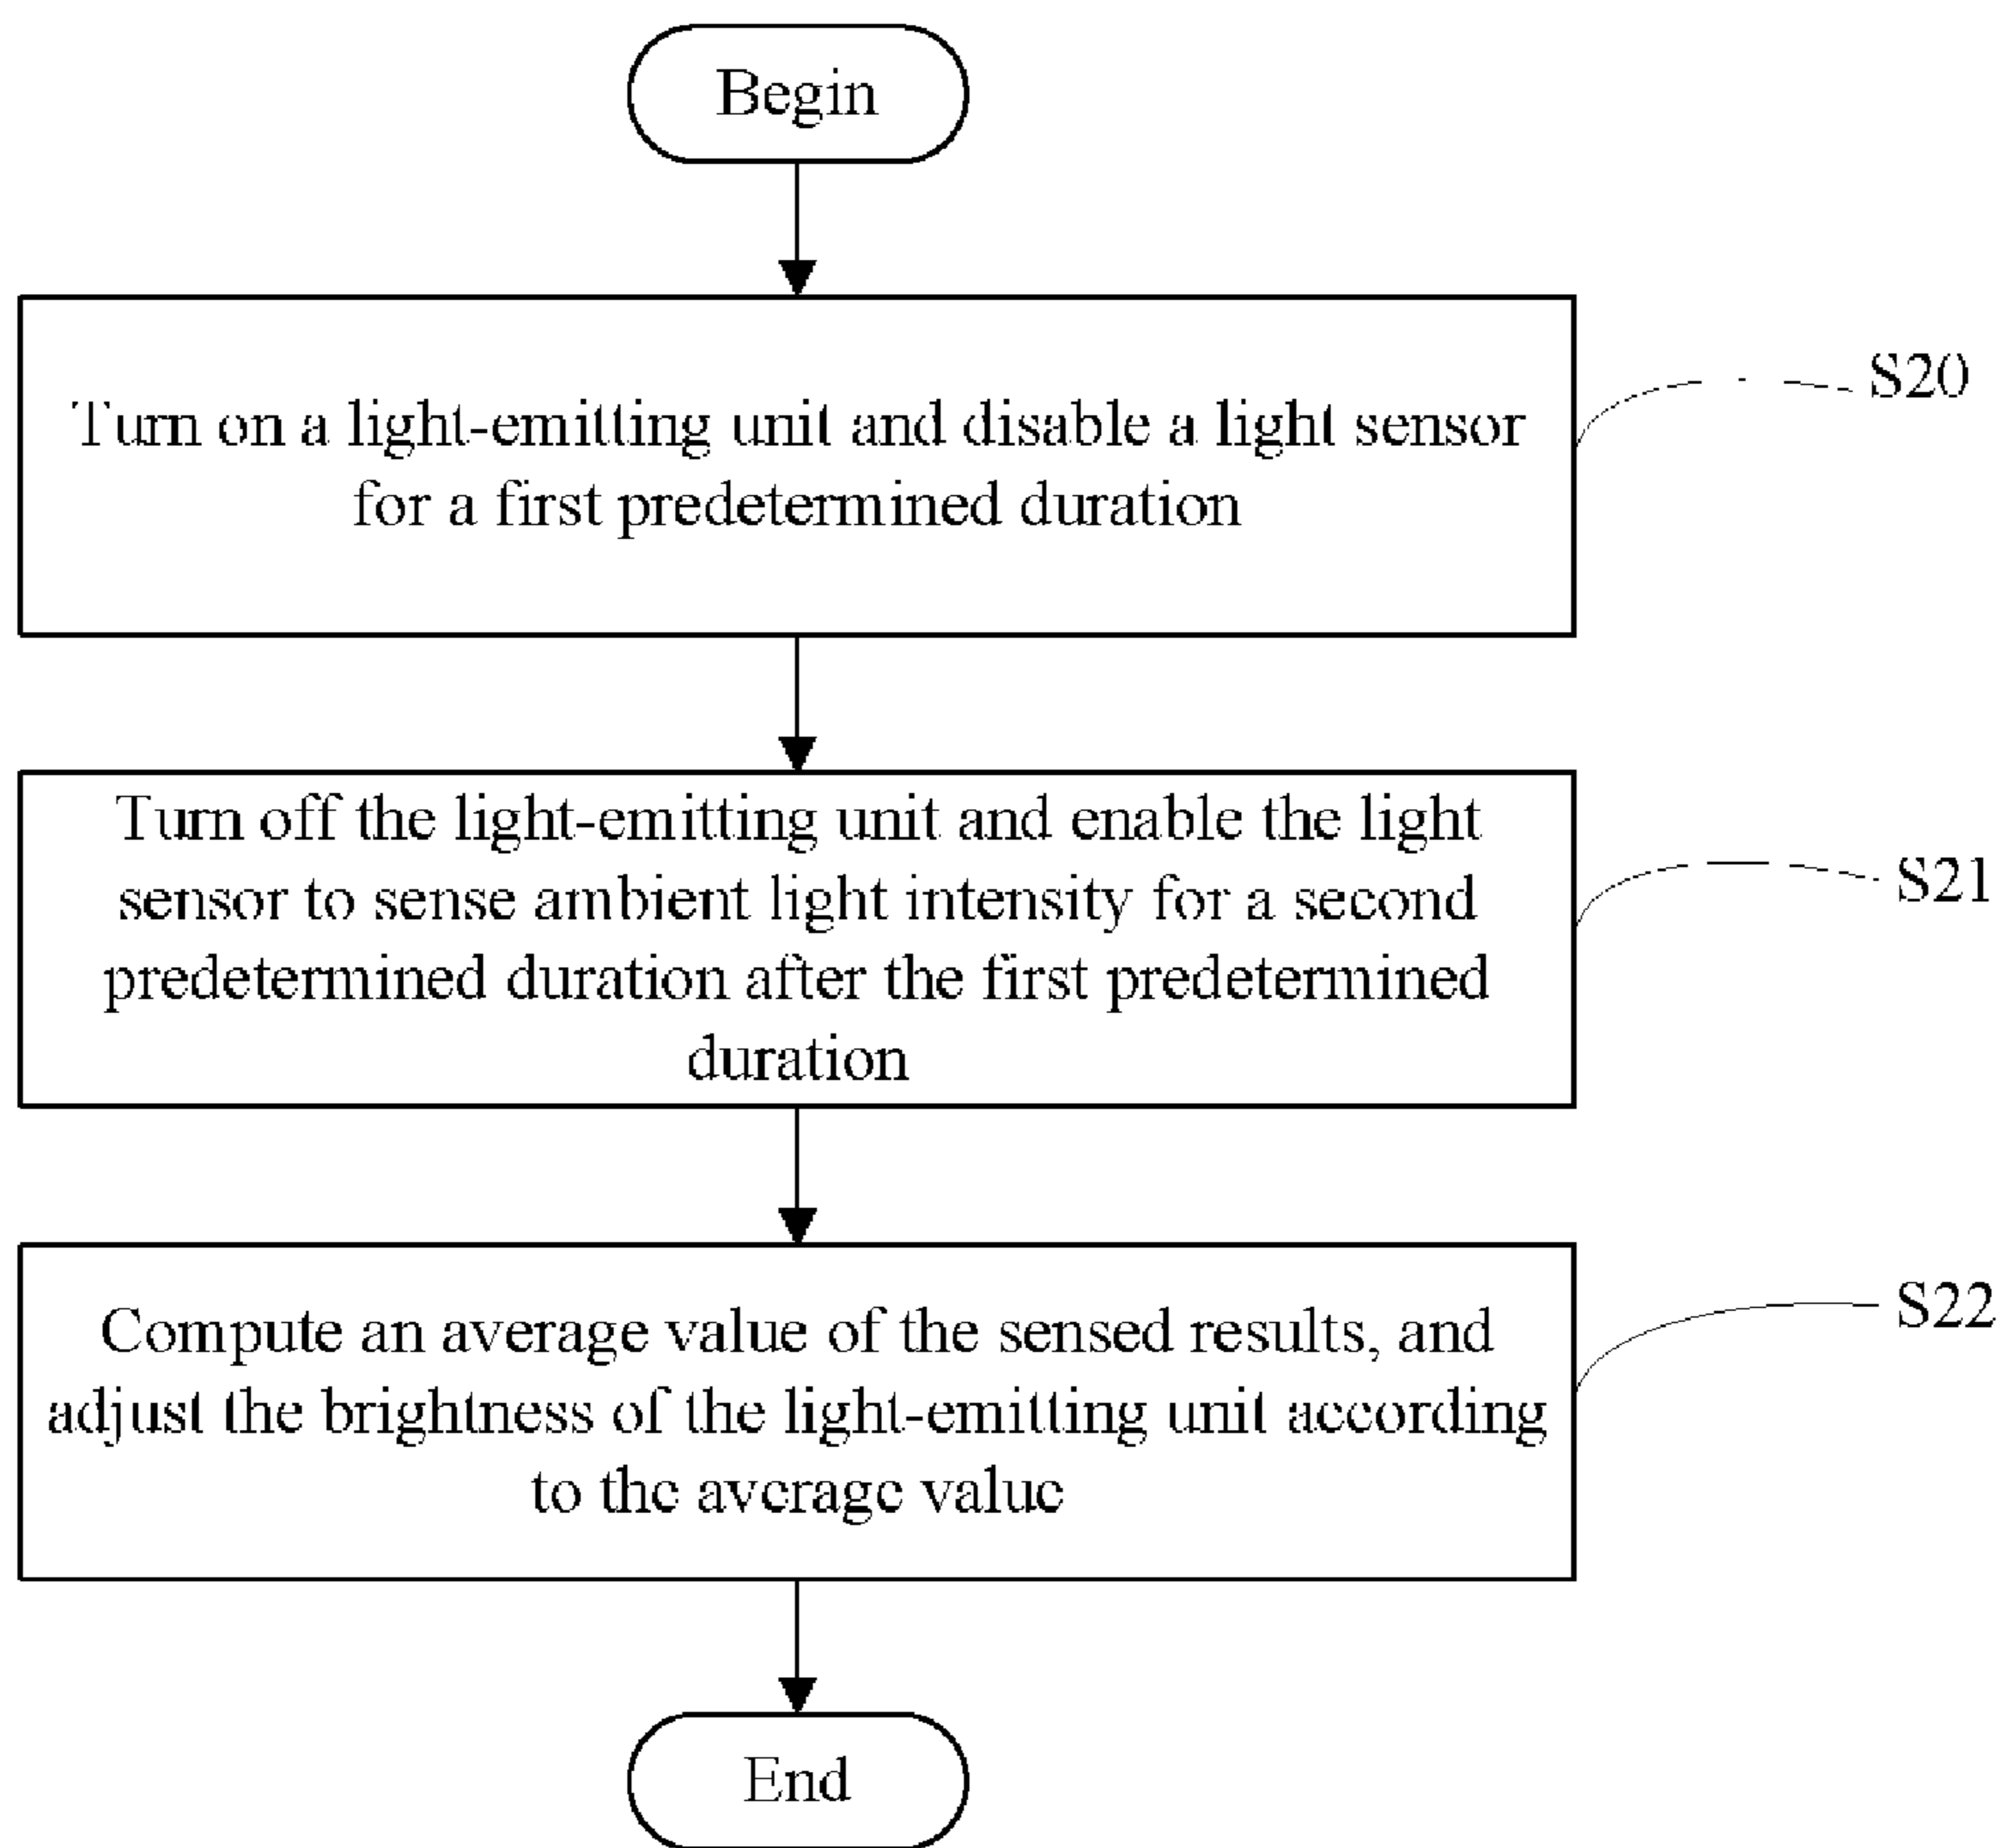 Begin
Turn on a light-emitting unit and disable a light sensor
for a first predetermined duration
S20
Turn off the light-emitting unit and enable the light
sensor to sense ambient light intensity for a second
predetermined duration after the first predetermined
duration
S21
Compute an average value of the sensed results, and
adjust the brightness of the light-emitting unit according
to the average value
S22
End